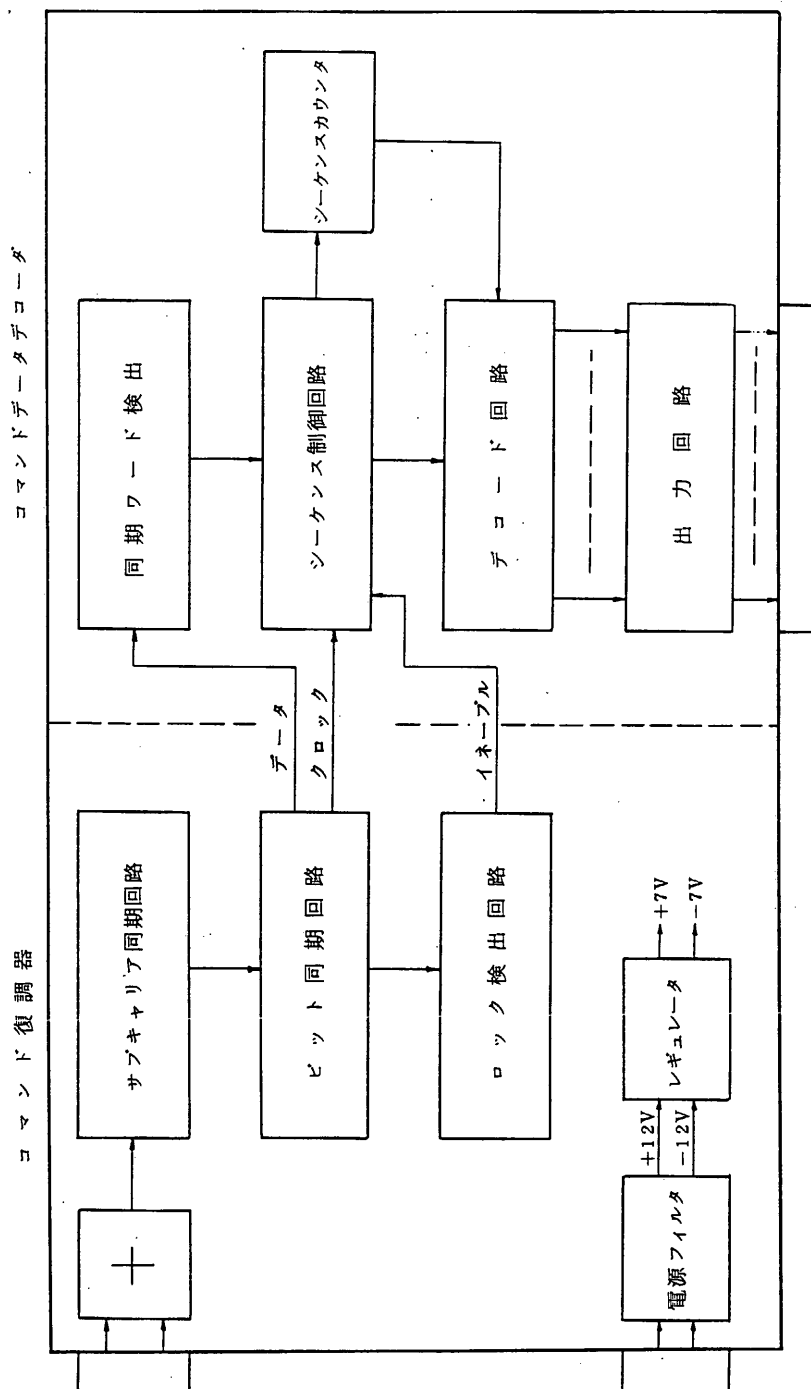 コマンド復調器
コマンドデータデコーダ
サブキャリア同期回路
ビット同期回路
ロック検出回路
データ
クロック
イネーブル
同期ワード検出
シーケンス制御回路
シーケンスカウンタ
デコード回路
出力回路
電源フィルタ
+12V
-12V
レギュレータ
+7V
-7V